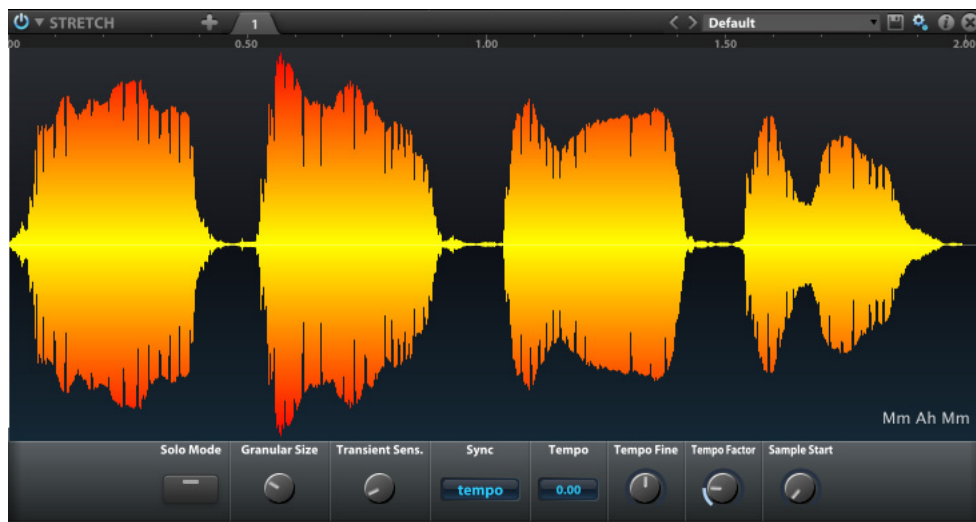 STRETCH 1 Default
00 0.50 1.00 1.50 2.00
Mm Ah Mm
Solo Mode Granular Size Transient Sens. Sync Tempo Tempo Fine Tempo Factor Sample Start
tempo 0.00